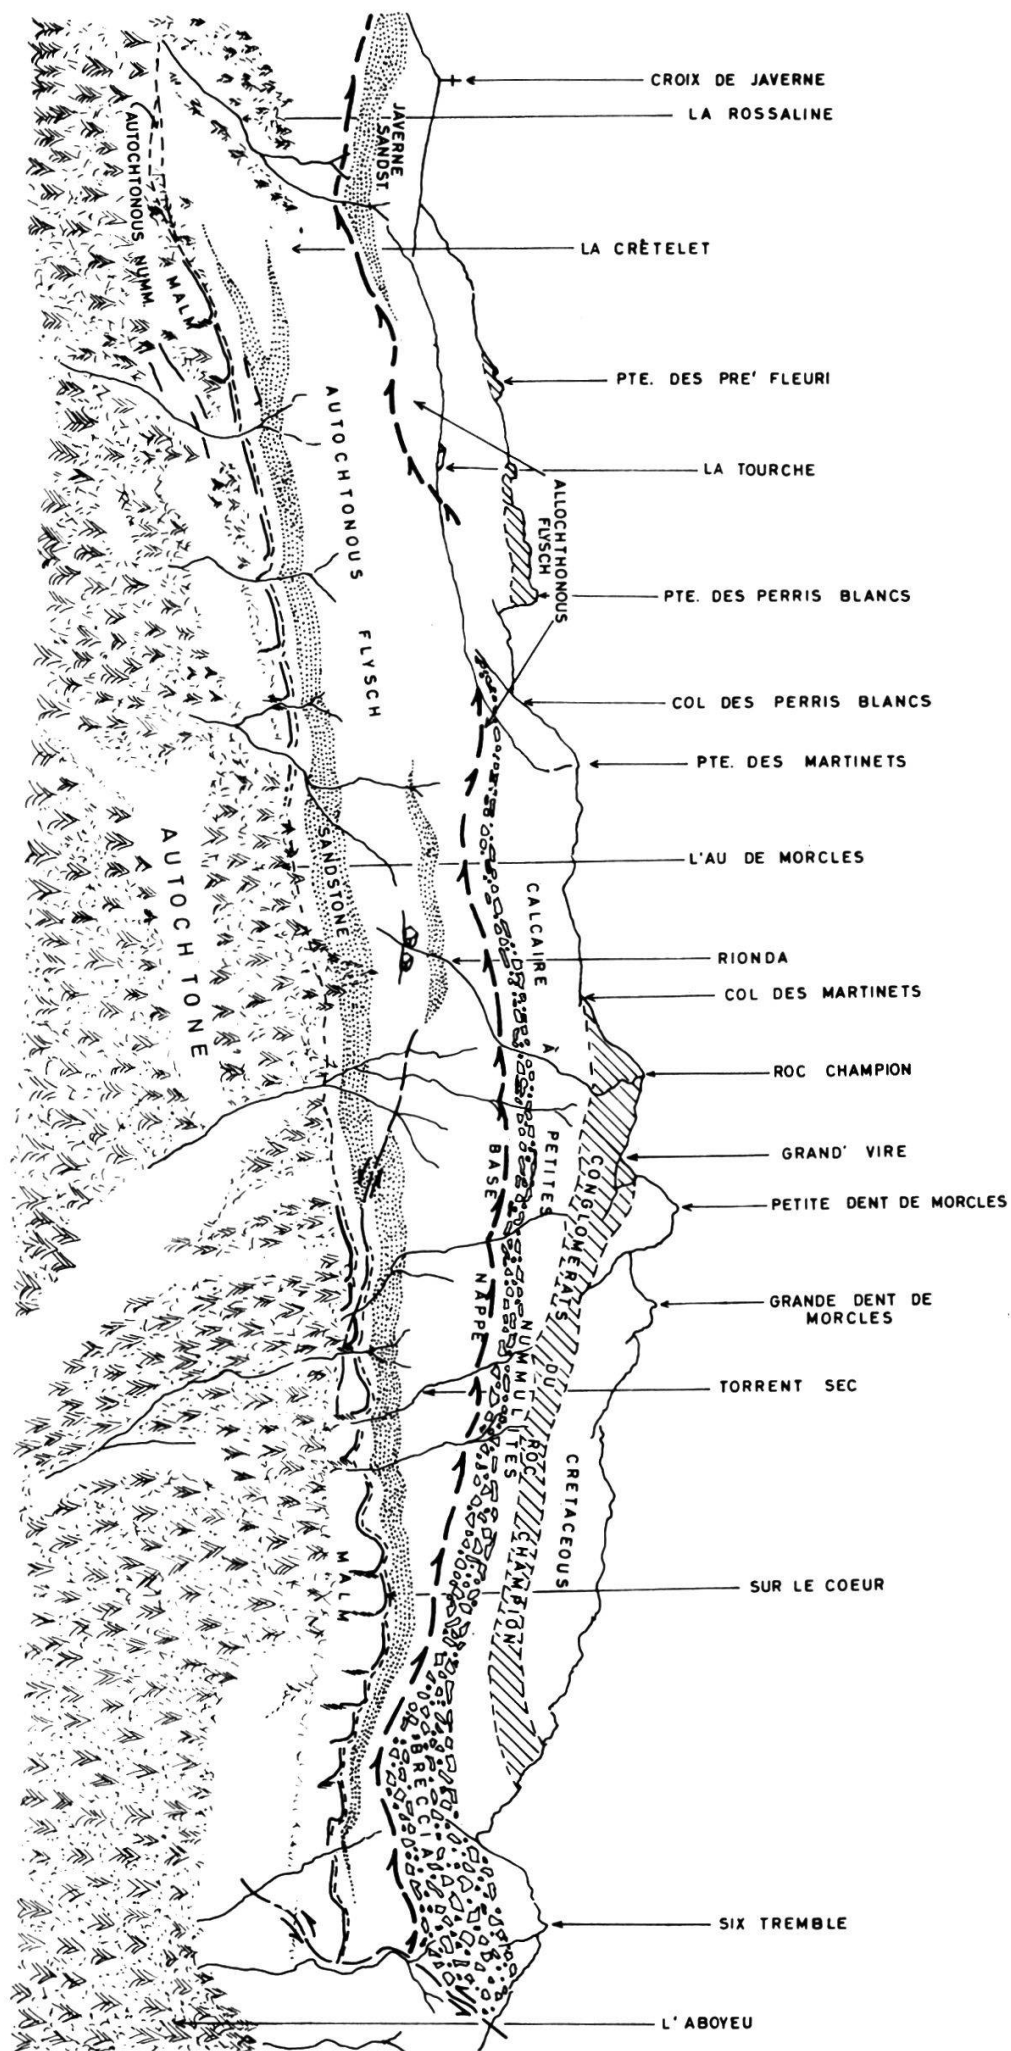 CROIX DE JAVERNE
LA ROSSALINE
JAVERNE
SANDST.
AUTOCHTONOUS NUMM.
MALM
LA CRÊTELET
PTE. DES PRE' FLEURI
AUTOCHTONOUS FLYSCH
LA TOURCHE
ALLOCHTHONOUS
FLYSCH
PTE. DES PERRIS BLANCS
COL DES PERRIS BLANCS
PTE. DES MARTINETS
AUTOCHTONE
SANDSTONE
L'AU DE MORCLES
CALCAIRE À PETITES NUMMULITES
RIONDA
COL DES MARTINETS
ROC CHAMPION
BASE NAPPE
GRAND' VIRE
CONGLOMERATS DU ROC CHAMPION
PETITE DENT DE MORCLES
GRANDE DENT DE
MORCLES
TORRENT SEC
CRETACEOUS
MALM
SUR LE COEUR
BRECCIA
SIX TREMBLE
L' ABOYEU